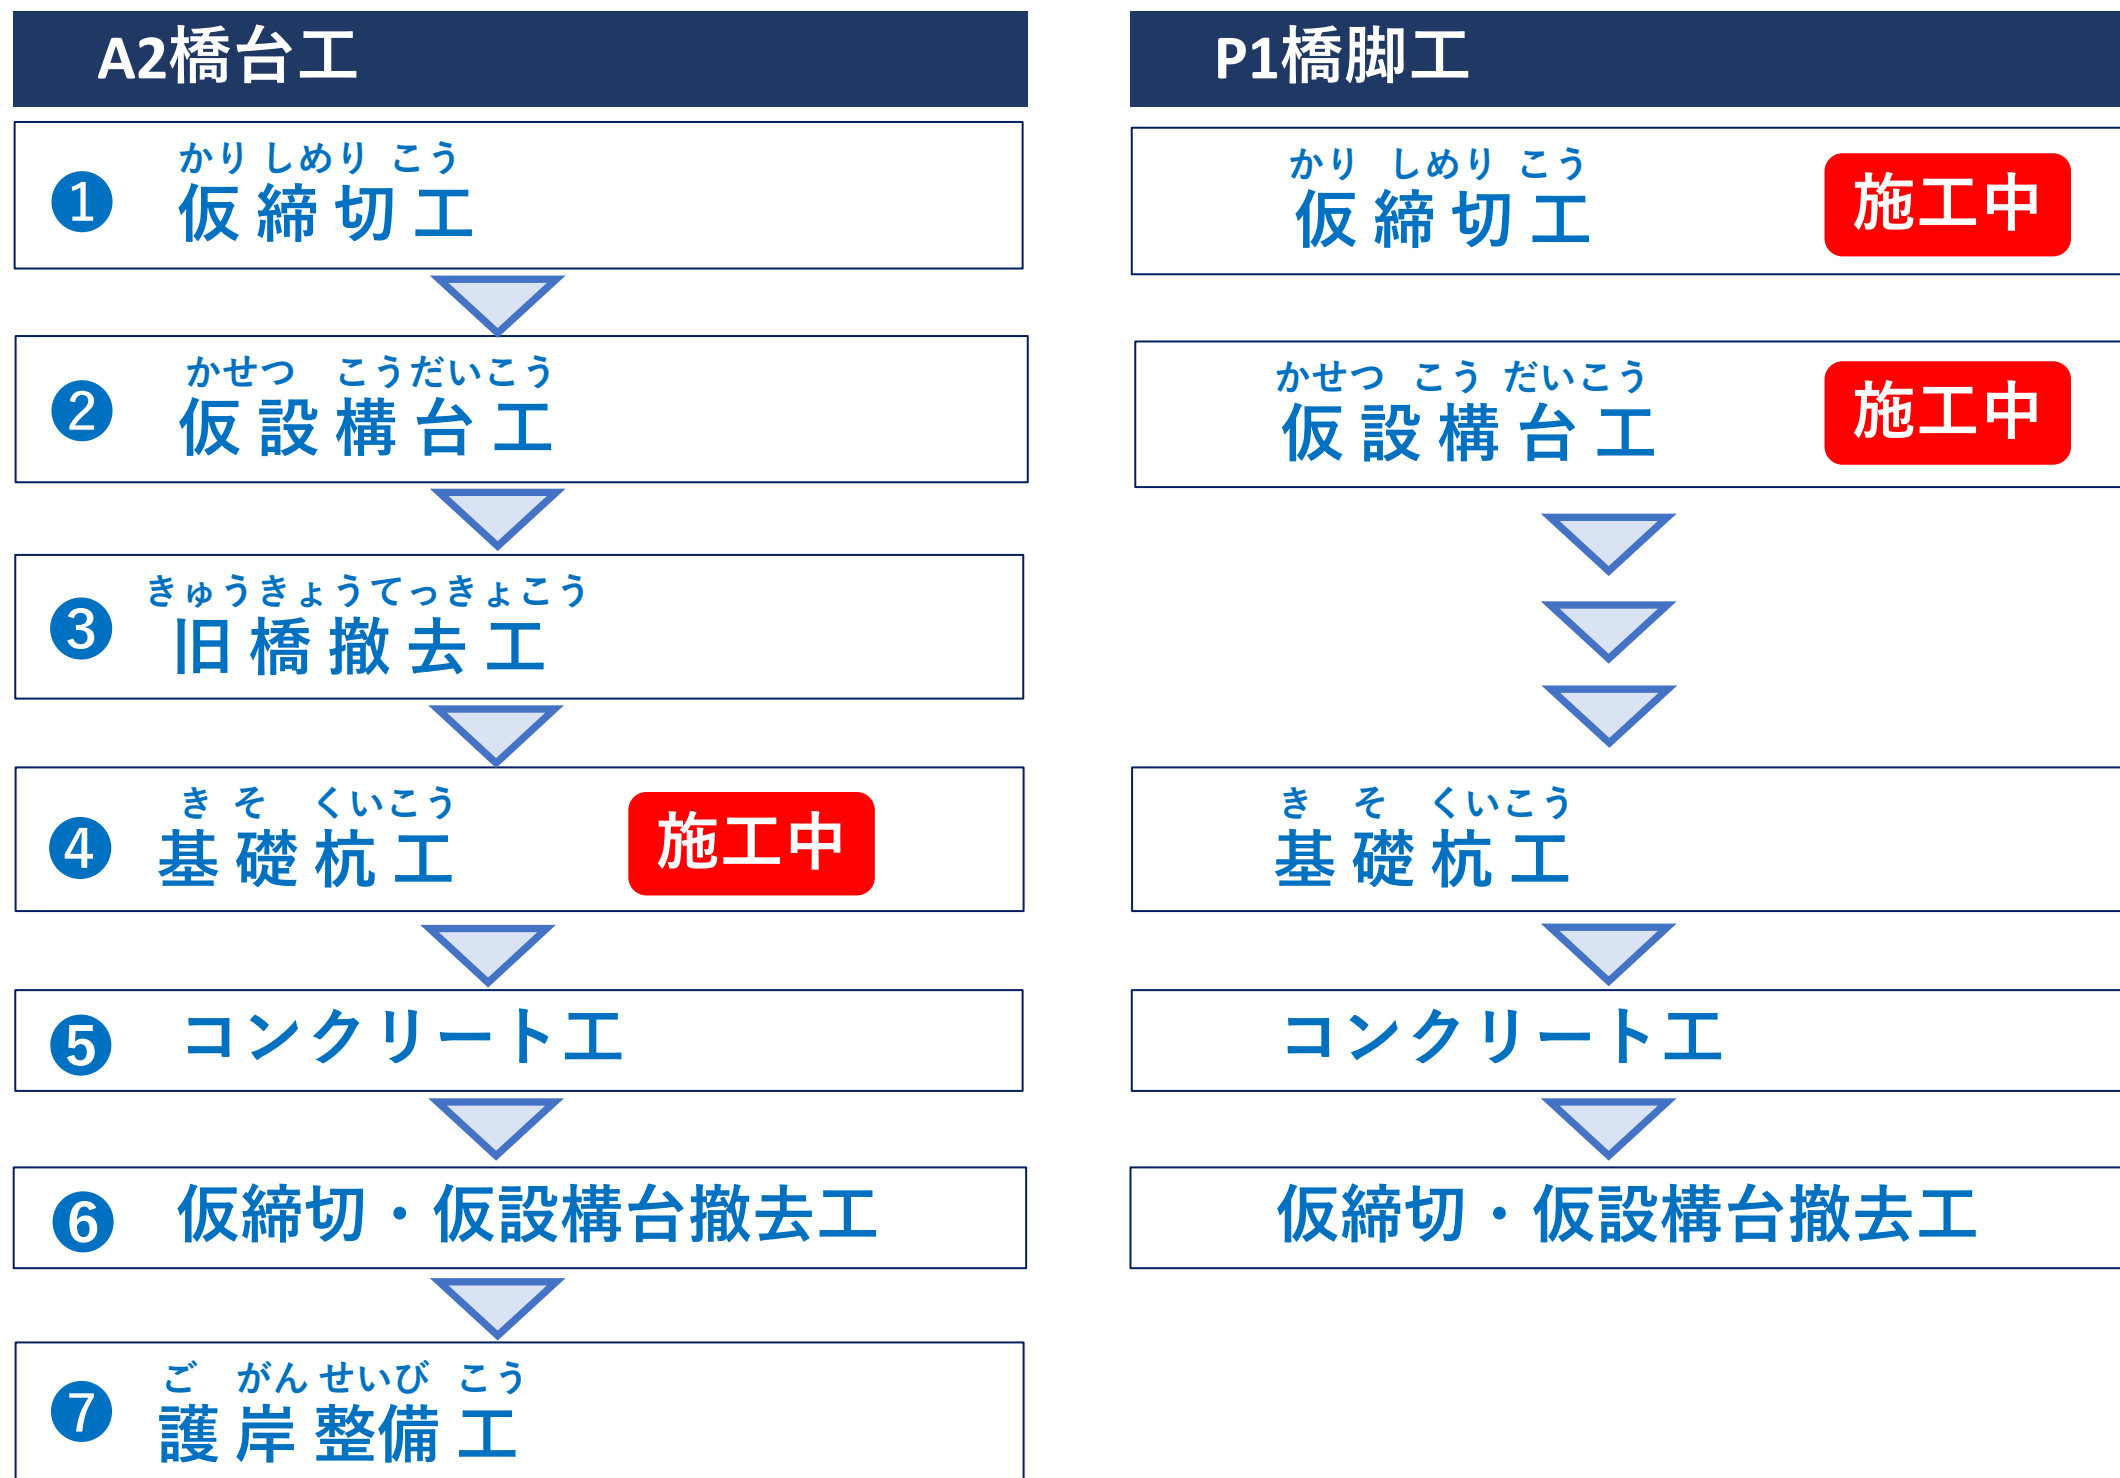 A2橋台工
❶
かり しめり こう
仮締切工
❷
かせつ こうだいこう
仮設構台工
❸
きゅうきょうてっきょこう
旧橋撤去工
❹
きそ くいこう
基礎杭工
施工中
❺
コンクリート工
❻
仮締切・仮設構台撤去工
❼
ご がん せいび こう
護岸整備工
P1橋脚工
かり しめり こう
仮締切工
施工中
かせつ こう だいこう
仮設構台工
施工中
き そ くいこう
基礎杭工
コンクリート工
仮締切・仮設構台撤去工